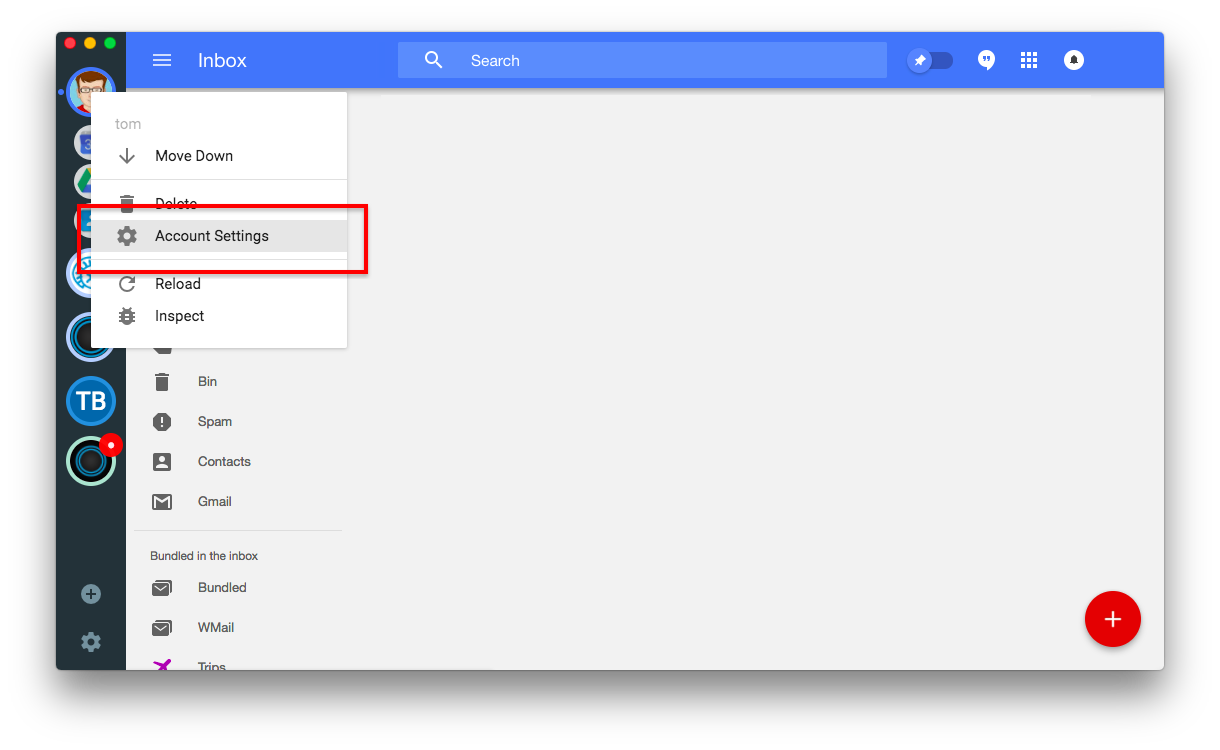 Inbox
Search
tom
Move Down
3
Delete
Account Settings
Reload
Inspect
Bin
TB
Spam
Contacts
Gmail
Bundled in the inbox
Bundled
WMail
Trips